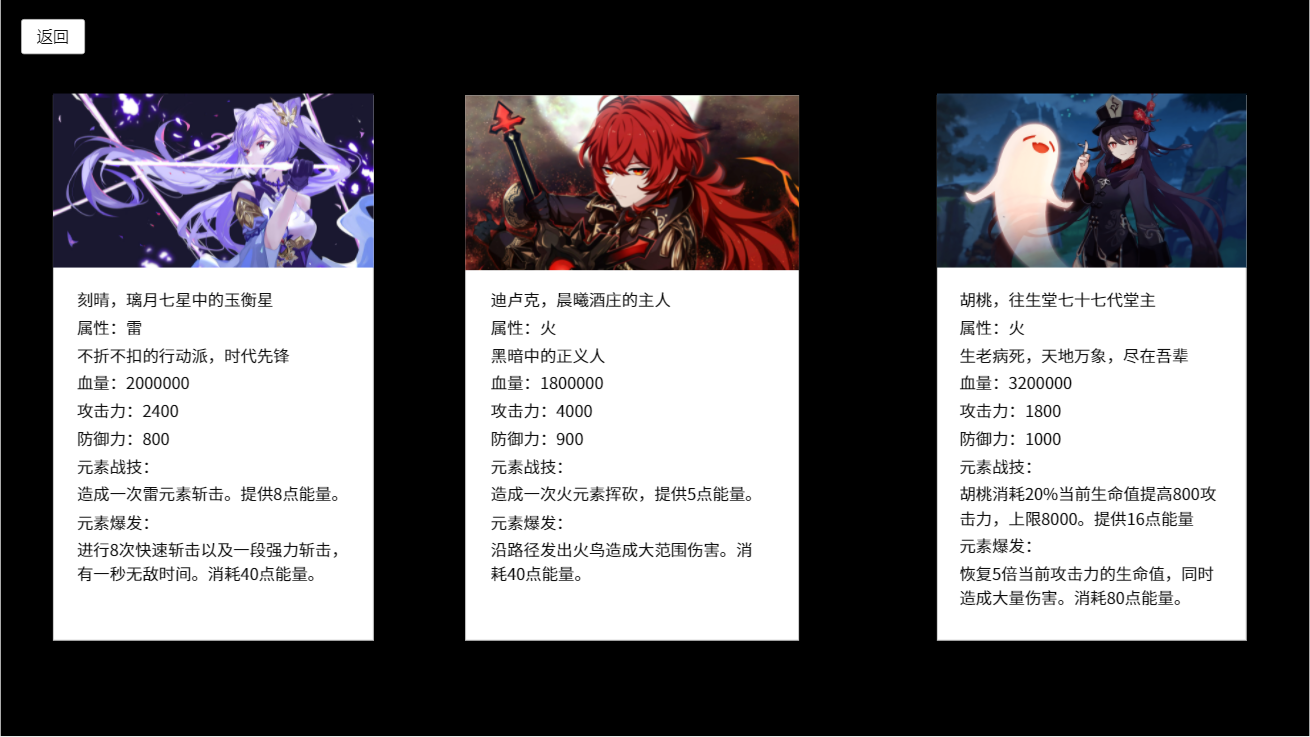 返回
刻晴，璃月七星中的玉衡星
属性：雷
不折不扣的行动派，时代先锋
血量：2000000
攻击力：2400
防御力：800
元素战技：
造成一次雷元素斩击。提供8点能量。
元素爆发：
进行8次快速斩击以及一段强力斩击，
有一秒无敌时间。消耗40点能量。
迪卢克，晨曦酒庄的主人
属性：火
黑暗中的正义人
血量：1800000
攻击力：4000
防御力：900
元素战技：
造成一次火元素挥砍，提供5点能量。
元素爆发：
沿路径发出火鸟造成大范围伤害。消
耗40点能量。
胡桃，往生堂七十七代堂主
属性：火
生老病死，天地万象，尽在吾辈
血量：3200000
攻击力：1800
防御力：1000
元素战技：
胡桃消耗20%当前生命值提高800攻
击力，上限8000。提供16点能量
元素爆发：
恢复5倍当前攻击力的生命值，同时
造成大量伤害。消耗80点能量。